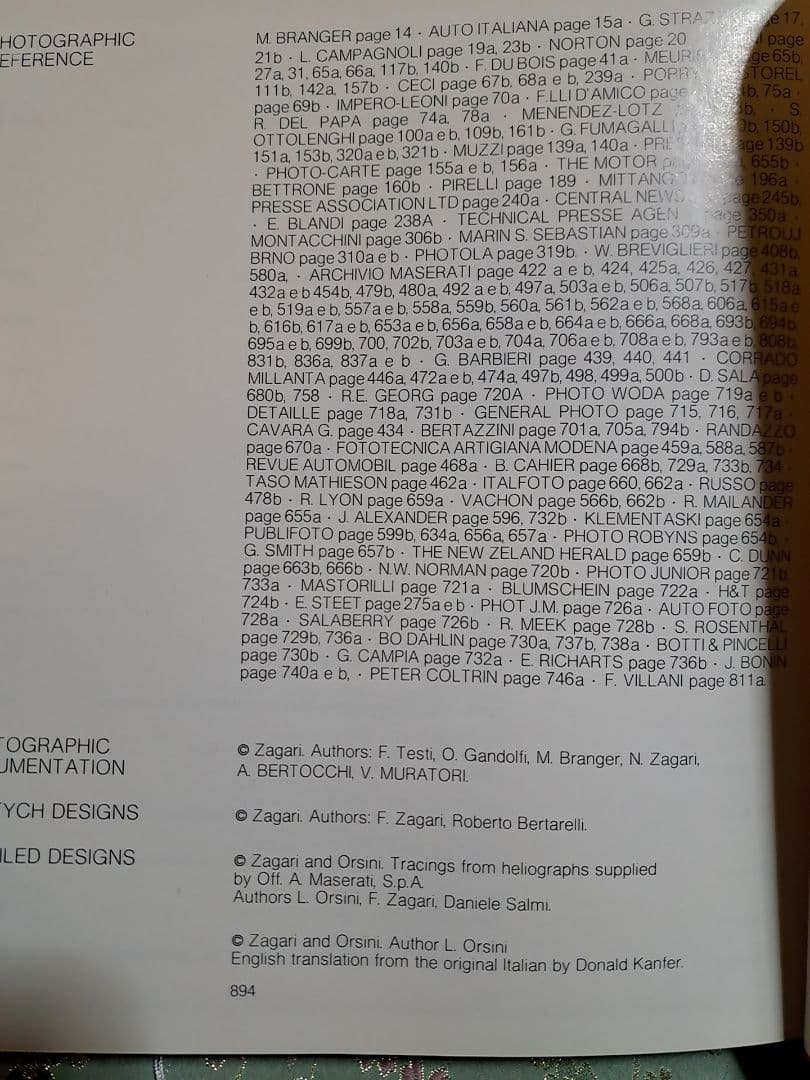 HOTOGRAPHIC
EFERENCE
M. BRANGER page 14 · AUTO ITALIANA page 15a · G. STRAZ 17,
21b · L. CAMPAGNOLI page 19a, 23b · NORTON page 20 page
27a, 31, 65a, 66a, 117b, 140b · F. DU BOIS page 41 a · MEURIS 65b,
111b, 142a, 157b · CECI page 67b, 68a e b, 239a · STOREL
page 69b · IMPERO-LEONI page 70a · F.LLI D'AMICO page 75a ·
R. DEL PAPA page 74a, 78a · MENENDEZ-LOTZ · S.
OTTOLENGHI page 100a e b, 109b, 161b · G. FUMAGALLI 150b,
151a, 153b, 320a e b, 321b · MUZZI page 139a, 140a · 139b
· PHOTO-CARTE page 155a e b, 156a · THE MOTOR 655b ·
BETTRONE page 160b · PIRELLI page 189 · MITTANG 196a ·
PRESSE ASSOCIATION LTD page 240a · CENTRAL NEWS page 245b,
· E. BLANDI page 238A · TECHNICAL PRESSE AGEN page 350a ·
MONTACCHINI page 306b · MARIN S. SEBASTIAN page 309a · PETROUJ
BRNO page 310a e b · PHOTOLA page 319b. · W. BREVIGLIERI page 408b,
580a, · ARCHIVIO MASERATI page 422 a e b, 424, 425a, 426, 427, 431a,
432a e b 454b, 479b, 480a, 492 a e b, 497a, 503a e b, 506a, 507b, 517b, 518a
e b, 519a e b, 557a e b, 558a, 559b, 560a, 561b, 562a e b, 568a, 606a, 615a e
b, 616b, 617a e b, 653a e b, 656a, 658a e b, 664a e b, 666a, 668a, 693b, 694b,
695a e b, 699b, 700, 702b, 703a e b, 704a, 706a e b, 708a e b, 793a e b, 808b,
831b, 836a, 837a e b · G. BARBIERI page 439, 440, 441 · CORRADO
MILLANTA page 446a, 472a e b, 474a, 497b, 498, 499a, 500b · D. SALA page
680b, 758 · R.E. GEORG page 720A · PHOTO WODA page 719a e b ·
DETAILLE page 718a, 731b · GENERAL PHOTO page 715, 716, 717a ·
CAVARA G. page 434 · BERTAZZINI page 701a, 705a, 794b · RANDAZZO
page 670a · FOTOTECNICA ARTIGIANA MODENA page 459a, 588a, 587b ·
REVUE AUTOMOBIL page 468a · B. CAHIER page 668b, 729a, 733b, 734 ·
TASO MATHIESON page 462a · ITALFOTO page 660, 662a · RUSSO page
478b · R. LYON page 659a · VACHON page 566b, 662b · R. MAILANDER
page 655a · J. ALEXANDER page 596, 732b · KLEMENTASKI page 654a ·
PUBLIFOTO page 599b, 634a, 656a, 657a · PHOTO ROBYNS page 654b, ·
G. SMITH page 657b · THE NEW ZELAND HERALD page 659b · C. DUNN
page 663b, 666b · N.W. NORMAN page 720b · PHOTO JUNIOR page 721b,
733a · MASTORILLI page 721a · BLUMSCHEIN page 722a · H&T page
724b · E. STEET page 275a e b · PHOT J.M. page 726a · AUTO FOTO page
728a · SALABERRY page 726b · R. MEEK page 728b · S. ROSENTHAL
page 729b, 736a · BO DAHLIN page 730a, 737b, 738a · BOTTI & PINCELLI
page 730b · G. CAMPIA page 732a · E. RICHARTS page 736b · J. BONIN
page 740a e b, · PETER COLTRIN page 746a · F. VILLANI page 811a.
TOGRAPHIC
UMENTATION
© Zagari. Authors: F. Testi, O. Gandolfi, M. Branger, N. Zagari,
A. BERTOCCHI, V. MURATORI.
TYCH DESIGNS
© Zagari. Authors: F. Zagari, Roberto Bertarelli.
ILED DESIGNS
© Zagari and Orsini. Tracings from heliographs supplied
by Off. A. Maserati, S.p.A.
Authors L. Orsini, F. Zagari, Daniele Salmi.
© Zagari and Orsini. Author L. Orsini
English translation from the original Italian by Donald Kanfer.
894